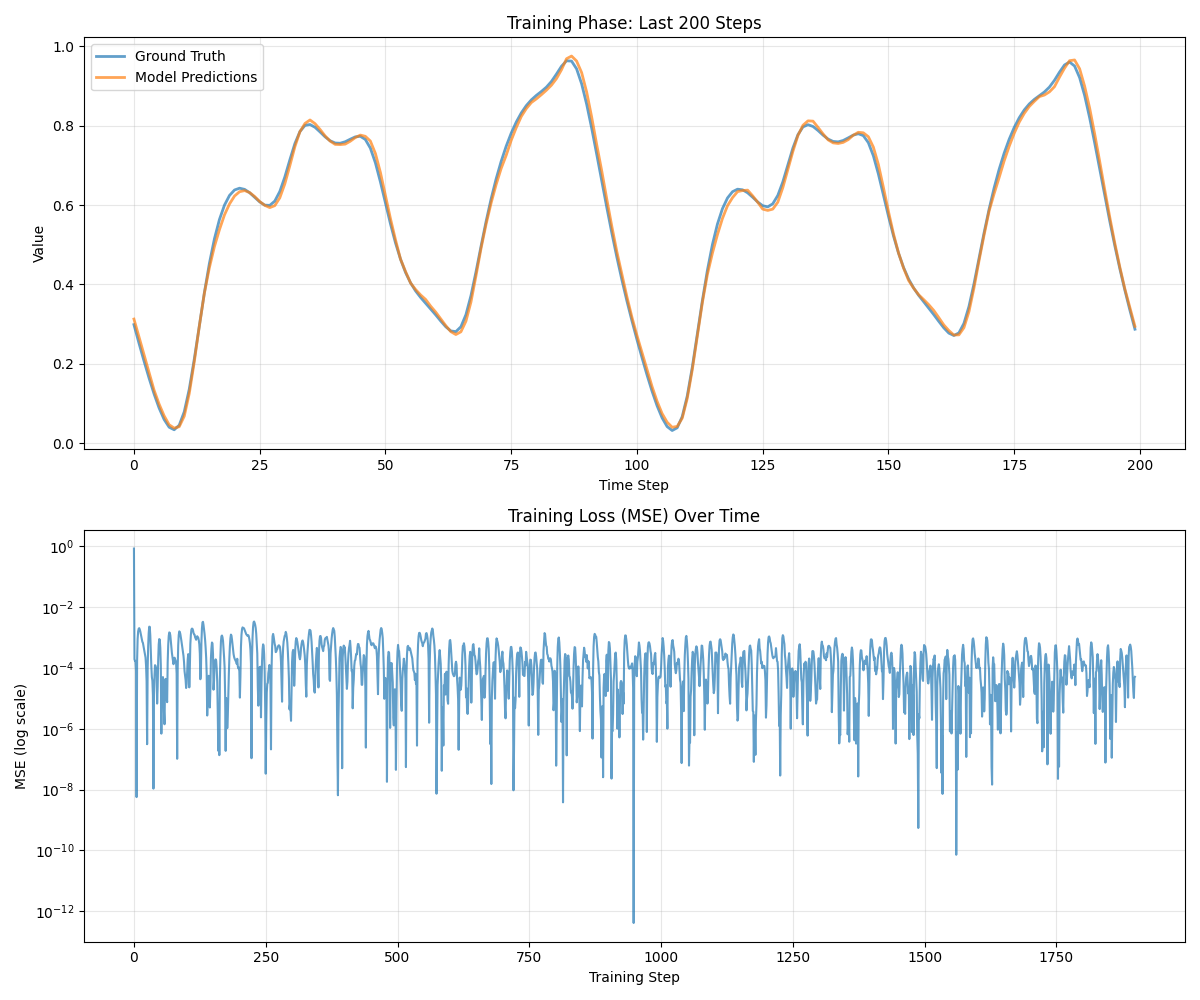 Training Phase: Last 200 Steps
1.0
0.8
0.6
0.4
0.2
0.0
Value
Ground Truth
Model Predictions
0 25 50 75 100 125 150 175 200
Time Step
Training Loss (MSE) Over Time
10⁰
10⁻²
10⁻⁴
10⁻⁶
10⁻⁸
10⁻¹⁰
10⁻¹²
MSE (log scale)
0 250 500 750 1000 1250 1500 1750
Training Step